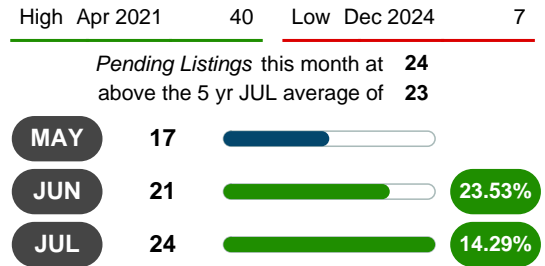 High Apr 2021 40 Low Dec 2024 7
Pending Listings this month at 24
above the 5 yr JUL average of 23
MAY 17
JUN 21 23.53%
JUL 24 14.29%